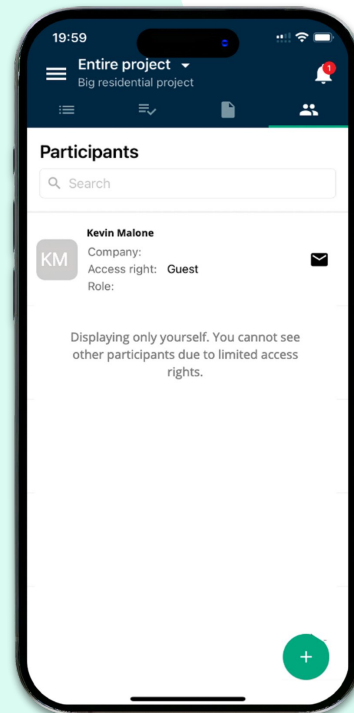 19:59
Entire project
Big residential project
1
Participants
Search
Kevin Malone
KM
Company:
Access right: Guest
Role:
Displaying only yourself. You cannot see
other participants due to limited access
rights.
+